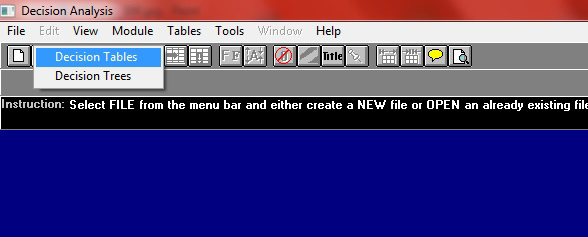 Decision Analysis
File Edit View Module Tables Tools Window Help
Decision Tables
Title
Decision Trees
Instruction: Select FILE from the menu bar and either create a NEW file or OPEN an already existing file